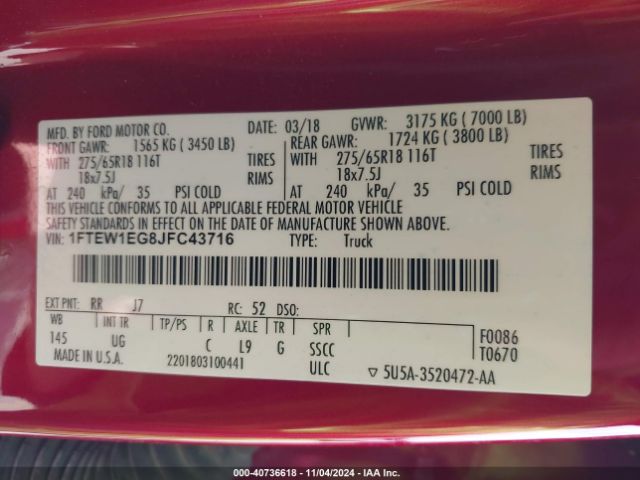 MFD. BY FORD MOTOR CO. DATE: 03/18 GVWR: 3175 KG ( 7000 LB)
FRONT GAWR: 1565 KG ( 3450 LB) REAR GAWR: 1724 KG ( 3800 LB)
WITH 275/65R18 116T TIRES WITH 275/65R18 116T TIRES
18x7.5J RIMS 18x7.5J RIMS
AT 240 kPa/ 35 PSI COLD AT 240 kPa/ 35 PSI COLD
THIS VEHICLE CONFORMS TO ALL APPLICABLE FEDERAL MOTOR VEHICLE
SAFETY STANDARDS IN EFFECT ON THE DATE OF MANUFACTURE SHOWN ABOVE.
VIN: 1FTEW1EG8JFC43716 TYPE: Truck
EXT PNT: RR J7 RC: 52 DSO:
WB INT TR TP/PS R AXLE TR SPR F0086
145 UG C L9 G SSCC T0670
MADE IN U.S.A. 2201803100441 ULC ▽ 5U5A-3520472-AA
000-40736618 - 11/04/2024 - IAA Inc.